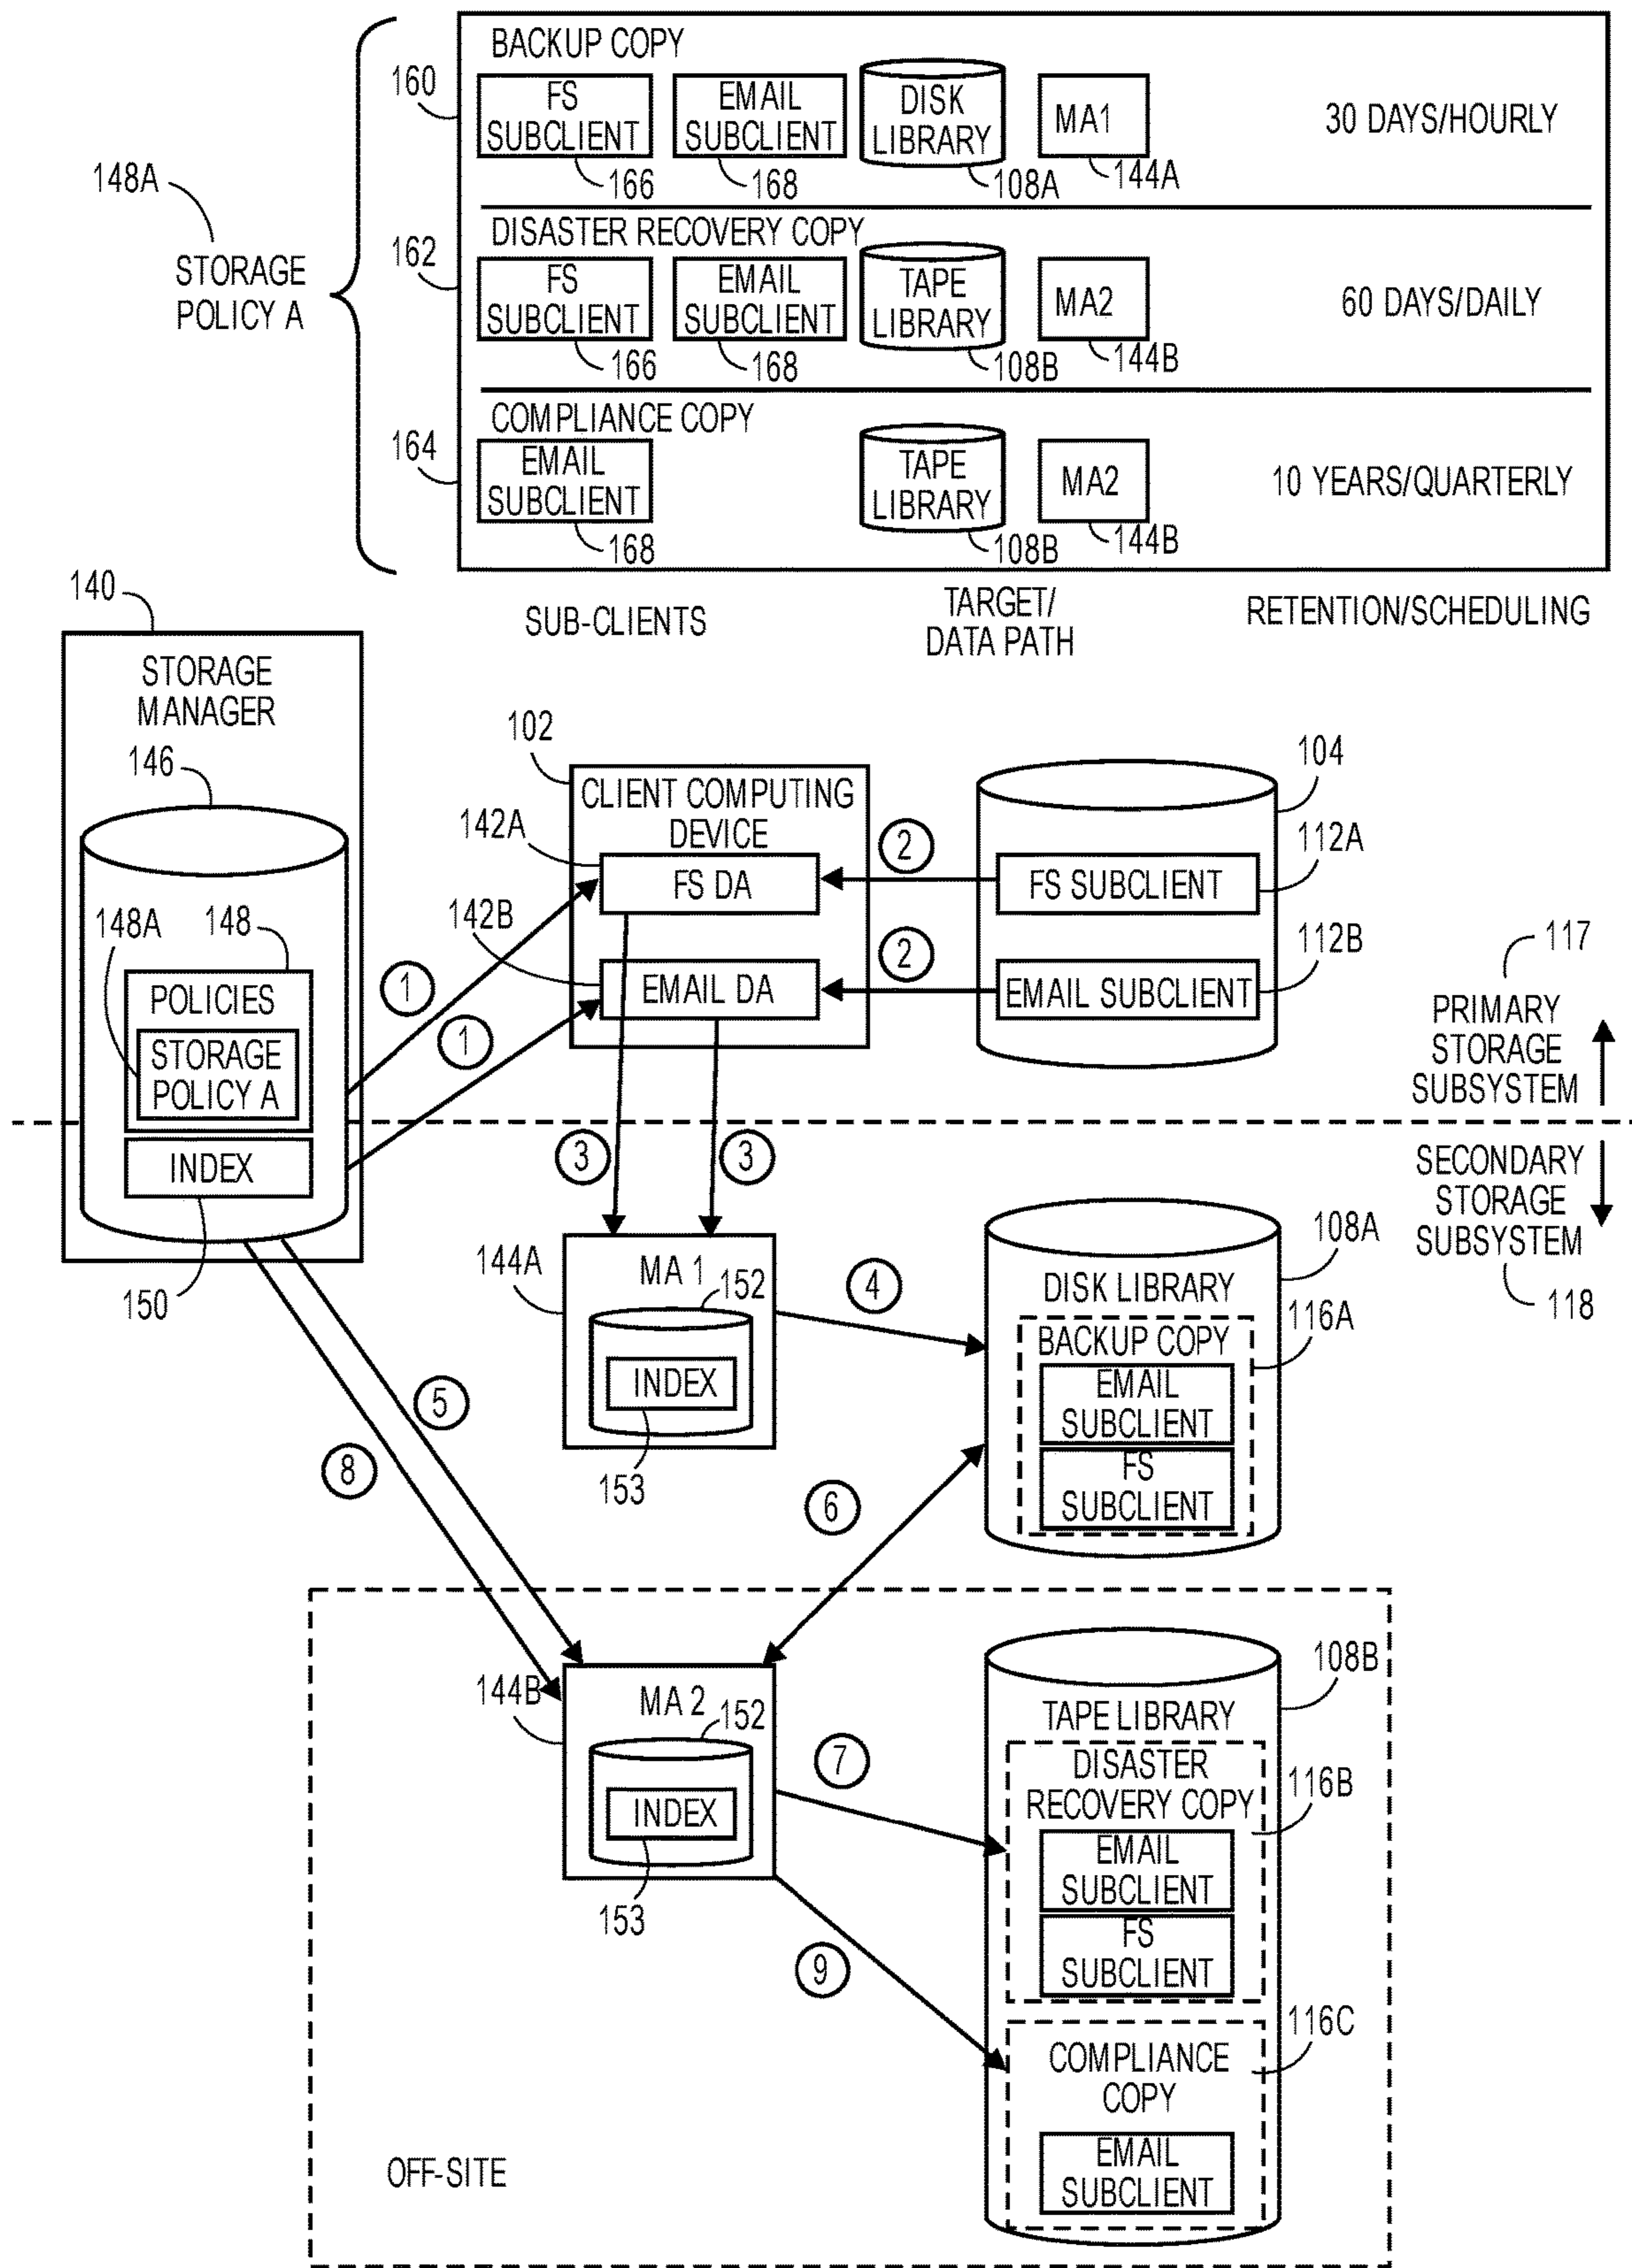 BACKUP COPY
160
FS
SUBCLIENT
166
EMAIL
SUBCLIENT
168
DISK
LIBRARY
108A
MA1
144A
30 DAYS/HOURLY
148A
STORAGE
POLICY A
DISASTER RECOVERY COPY
162
FS
SUBCLIENT
166
EMAIL
SUBCLIENT
168
TAPE
LIBRARY
108B
MA2
144B
60 DAYS/DAILY
COMPLIANCE COPY
164
EMAIL
SUBCLIENT
168
TAPE
LIBRARY
108B
MA2
144B
10 YEARS/QUARTERLY
SUB-CLIENTS
TARGET/
DATA PATH
RETENTION/SCHEDULING
140
STORAGE
MANAGER
146
148A
148
POLICIES
STORAGE
POLICY A
INDEX
150
102
CLIENT COMPUTING
DEVICE
142A
FS DA
142B
EMAIL DA
1
1
2
2
104
112A
FS SUBCLIENT
112B
EMAIL SUBCLIENT
117
PRIMARY
STORAGE
SUBSYSTEM
SECONDARY
STORAGE
SUBSYSTEM
118
3
3
144A
MA 1
152
INDEX
153
4
108A
DISK LIBRARY
116A
BACKUP COPY
EMAIL
SUBCLIENT
FS
SUBCLIENT
5
8
6
144B
MA 2
152
INDEX
153
7
9
108B
TAPE LIBRARY
DISASTER
RECOVERY COPY
116B
EMAIL
SUBCLIENT
FS
SUBCLIENT
116C
COMPLIANCE
COPY
EMAIL
SUBCLIENT
OFF-SITE